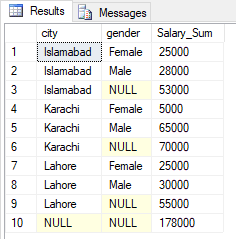 Results Messages
city gender Salary_Sum
1 Islamabad Female 25000
2 Islamabad Male 28000
3 Islamabad NULL 53000
4 Karachi Female 5000
5 Karachi Male 65000
6 Karachi NULL 70000
7 Lahore Female 25000
8 Lahore Male 30000
9 Lahore NULL 55000
10 NULL NULL 178000